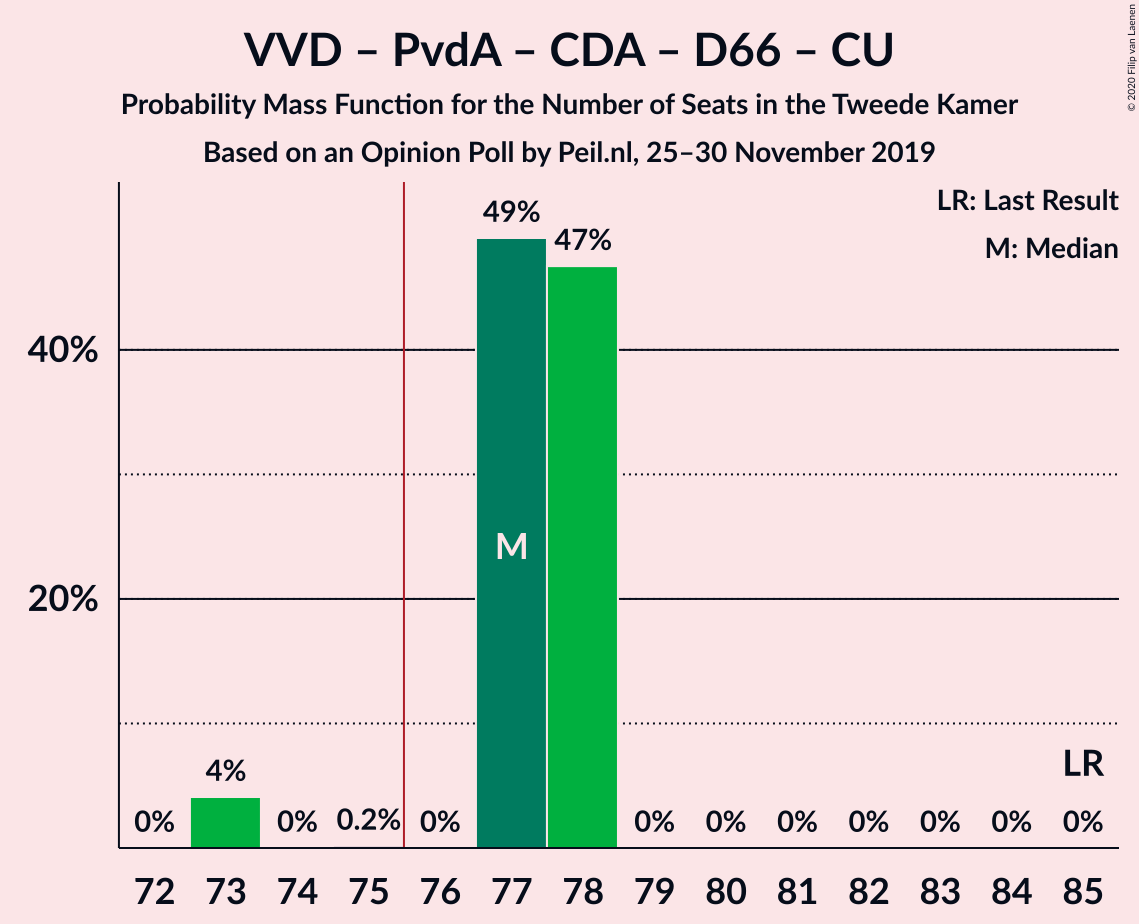 VVD – PvdA – CDA – D66 – CU
Probability Mass Function for the Number of Seats in the Tweede Kamer
Based on an Opinion Poll by Peil.nl, 25–30 November 2019
© 2020 Filip van Laenen
LR: Last Result
M: Median
49%
47%
40%
M
20%
LR
4%
0% 0% 0.2% 0% 0% 0% 0% 0% 0% 0% 0%
72 73 74 75 76 77 78 79 80 81 82 83 84 85